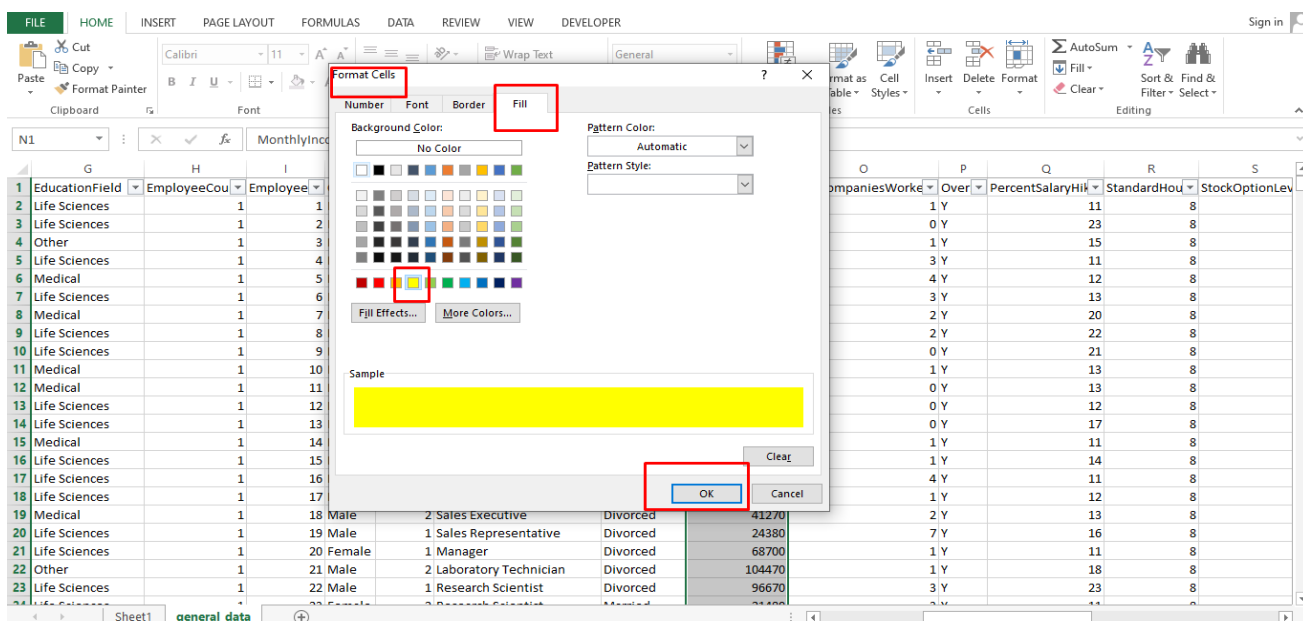 FILE HOME INSERT PAGE LAYOUT FORMULAS DATA REVIEW VIEW DEVELOPER Sign in
Cut
Copy
Format Painter
Paste
Clipboard
Calibri 11
B I U
Font
Wrap Text
General
Cell
Styles
Insert Delete Format
Cells
AutoSum
Fill
Clear
Sort & Find &
Filter Select
Editing
N1 fx
G H I O P Q R S
1 EducationField EmployeeCou Employee Over PercentSalaryHik StandardHou StockOptionLev
2 Life Sciences 1 1 1 Y 11 8
3 Life Sciences 1 2 0 Y 23 8
4 Other 1 3 1 Y 15 8
5 Life Sciences 1 4 3 Y 11 8
6 Medical 1 5 4 Y 12 8
7 Life Sciences 1 6 3 Y 13 8
8 Medical 1 7 2 Y 20 8
9 Life Sciences 1 8 2 Y 22 8
10 Life Sciences 1 9 0 Y 21 8
11 Medical 1 10 1 Y 13 8
12 Medical 1 11 0 Y 13 8
13 Life Sciences 1 12 0 Y 12 8
14 Life Sciences 1 13 0 Y 17 8
15 Medical 1 14 1 Y 11 8
16 Life Sciences 1 15 1 Y 14 8
17 Life Sciences 1 16 4 Y 11 8
18 Life Sciences 1 17 1 Y 12 8
19 Medical 1 18 Male 2 Sales Executive Divorced 41270 2 Y 13 8
20 Life Sciences 1 19 Male 1 Sales Representative Divorced 24380 7 Y 16 8
21 Life Sciences 1 20 Female 1 Manager Divorced 68700 1 Y 11 8
22 Other 1 21 Male 2 Laboratory Technician Divorced 104470 1 Y 18 8
23 Life Sciences 1 22 Male 1 Research Scientist Divorced 96670 3 Y 23 8
Format Cells ?
Number Font Border Fill
Background Color:
No Color
Pattern Color:
Automatic
Pattern Style:
Fill Effects... More Colors...
Sample
Clear
OK Cancel
Sheet1 general_data